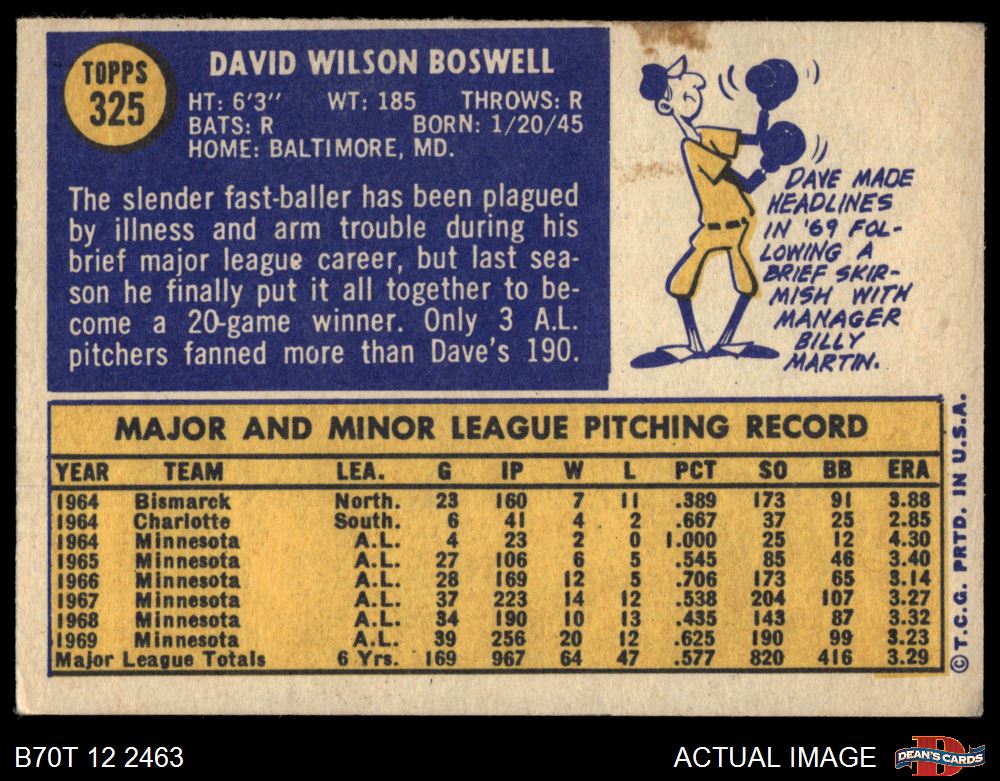 TOPPS
325
DAVID WILSON BOSWELL
HT: 6'3" WT: 185 THROWS: R
BATS: R BORN: 1/20/45
HOME: BALTIMORE, MD.
The slender fast-baller has been plagued
by illness and arm trouble during his
brief major league career, but last sea-
son he finally put it all together to be-
come a 20-game winner. Only 3 A.L.
pitchers fanned more than Dave's 190.
DAVE MADE
HEADLINES
IN '69 FOL-
LOWING A
BRIEF SKIR-
MISH WITH
MANAGER
BILLY
MARTIN.
MAJOR AND MINOR LEAGUE PITCHING RECORD
YEAR TEAM LEA. G IP W L PCT SO BB ERA
1964 Bismarck North. 23 160 7 11 .389 173 91 3.88
1964 Charlotte South. 6 41 4 2 .667 37 25 2.85
1964 Minnesota A.L. 4 23 2 0 1.000 25 12 4.30
1965 Minnesota A.L. 27 106 6 5 .545 85 46 3.40
1966 Minnesota A.L. 28 169 12 5 .706 173 65 3.14
1967 Minnesota A.L. 37 223 14 12 .538 204 107 3.27
1968 Minnesota A.L. 34 190 10 13 .435 143 87 3.32
1969 Minnesota A.L. 39 256 20 12 .625 190 99 3.23
Major League Totals 6 Yrs. 169 967 64 47 .577 820 416 3.29
© T.C.G. PRTD. IN U.S.A.
B70T 12 2463
ACTUAL IMAGE
DEAN'S CARDS